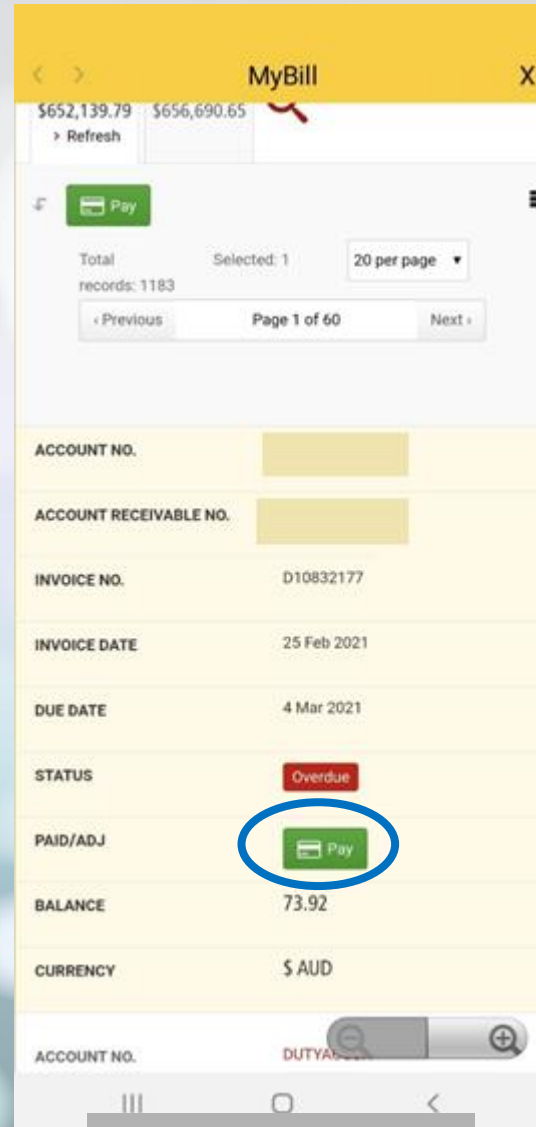 MyBill X
$652,139.79 $656,690.65
> Refresh
Pay
Total records: 1183 Selected: 1 20 per page
‹ Previous Page 1 of 60 Next ›
ACCOUNT NO.
ACCOUNT RECEIVABLE NO.
INVOICE NO. D10832177
INVOICE DATE 25 Feb 2021
DUE DATE 4 Mar 2021
STATUS Overdue
PAID/ADJ Pay
BALANCE 73.92
CURRENCY $ AUD
ACCOUNT NO.